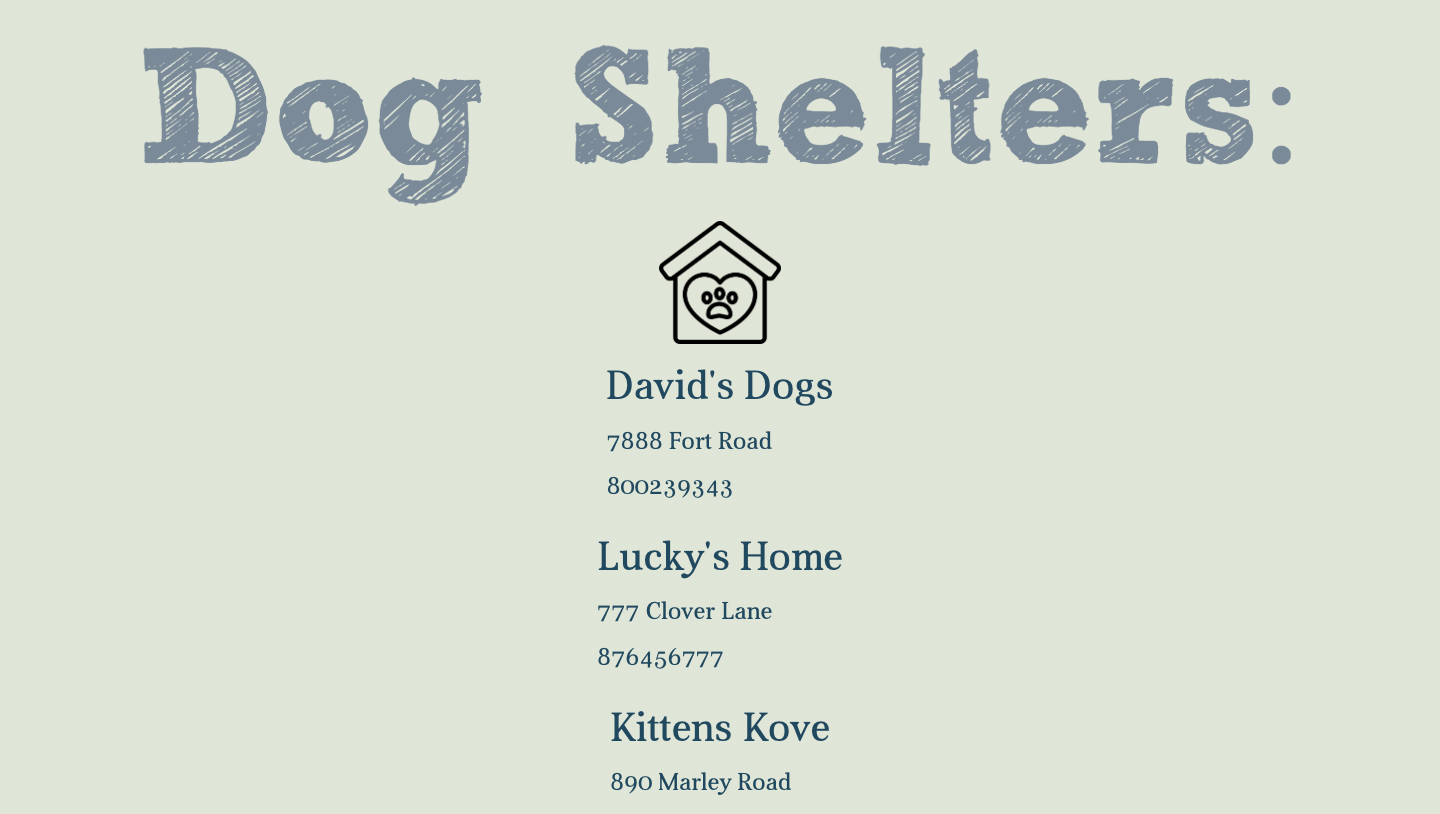 Dog Shelters:
David's Dogs
7888 Fort Road
800239343
Lucky's Home
777 Clover Lane
876456777
Kittens Kove
890 Marley Road